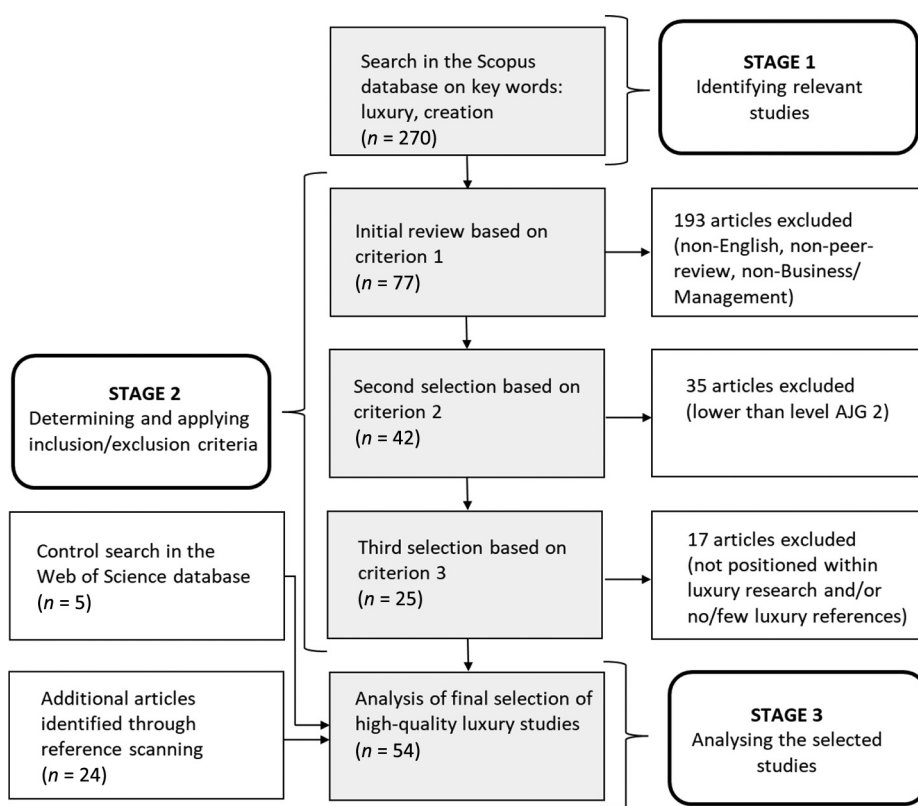 Search in the Scopus
database on key words:
luxury, creation
(n = 270)
STAGE 1
Identifying relevant
studies
Initial review based on
criterion 1
(n = 77)
193 articles excluded
(non-English, non-peer-
review, non-Business/
Management)
STAGE 2
Determining and applying
inclusion/exclusion criteria
Second selection based on
criterion 2
(n = 42)
35 articles excluded
(lower than level AJG 2)
Control search in the
Web of Science database
(n = 5)
Third selection based on
criterion 3
(n = 25)
17 articles excluded
(not positioned within
luxury research and/or
no/few luxury references)
Additional articles
identified through
reference scanning
(n = 24)
Analysis of final selection of
high-quality luxury studies
(n = 54)
STAGE 3
Analysing the selected
studies